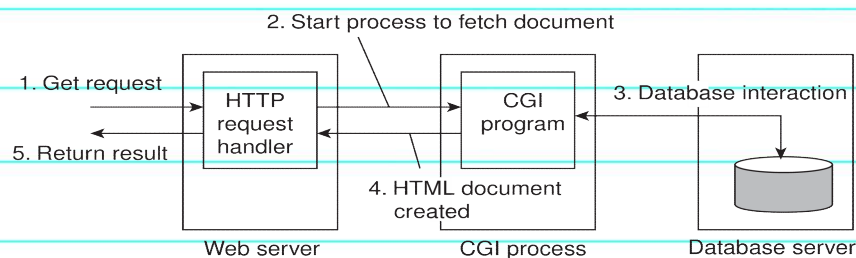 2. Start process to fetch document
1. Get request
HTTP
request
handler
CGI
program
3. Database interaction
5. Return result
4. HTML document
created
Web server
CGI process
Database server